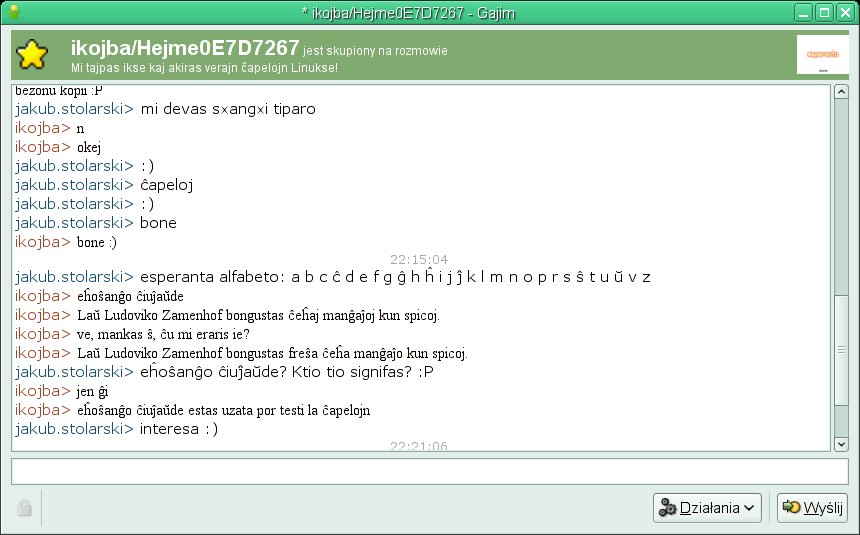 * ikojba/Hejme0E7D7267 - Gajim
ikojba/Hejme0E7D7267 jest skupiony na rozmowie
Mi tajpas ikse kaj akiras verajn ĉapelojn Linukse!
esperanto
bezonu kopii :P
jakub.stolarski> mi devas sxangxi tiparo
ikojba> n
ikojba> okej
jakub.stolarski> :)
jakub.stolarski> ĉapeloj
jakub.stolarski> :)
jakub.stolarski> bone
ikojba> bone :)
22:15:04
jakub.stolarski> esperanta alfabeto: a b c ĉ d e f g ĝ h ĥ i j ĵ k l m n o p r s ŝ t u ŭ v z
ikojba> eĥoŝanĝo ĉiuĵaŭde
ikojba> Laŭ Ludoviko Zamenhof bongustas ĉeĥaj manĝaĵoj kun spicoj.
ikojba> ve, mankas ŝ, ĉu mi eraris ie?
ikojba> Laŭ Ludoviko Zamenhof bongustas freŝa ĉeĥa manĝaĵo kun spicoj.
jakub.stolarski> eĥoŝanĝo ĉiuĵaŭde? Ktio tio signifas? :P
ikojba> jen ĝi
ikojba> eĥoŝanĝo ĉiuĵaŭde estas uzata por testi la ĉapelojn
jakub.stolarski> interesa :)
22:21:06
Działania
Wyślij